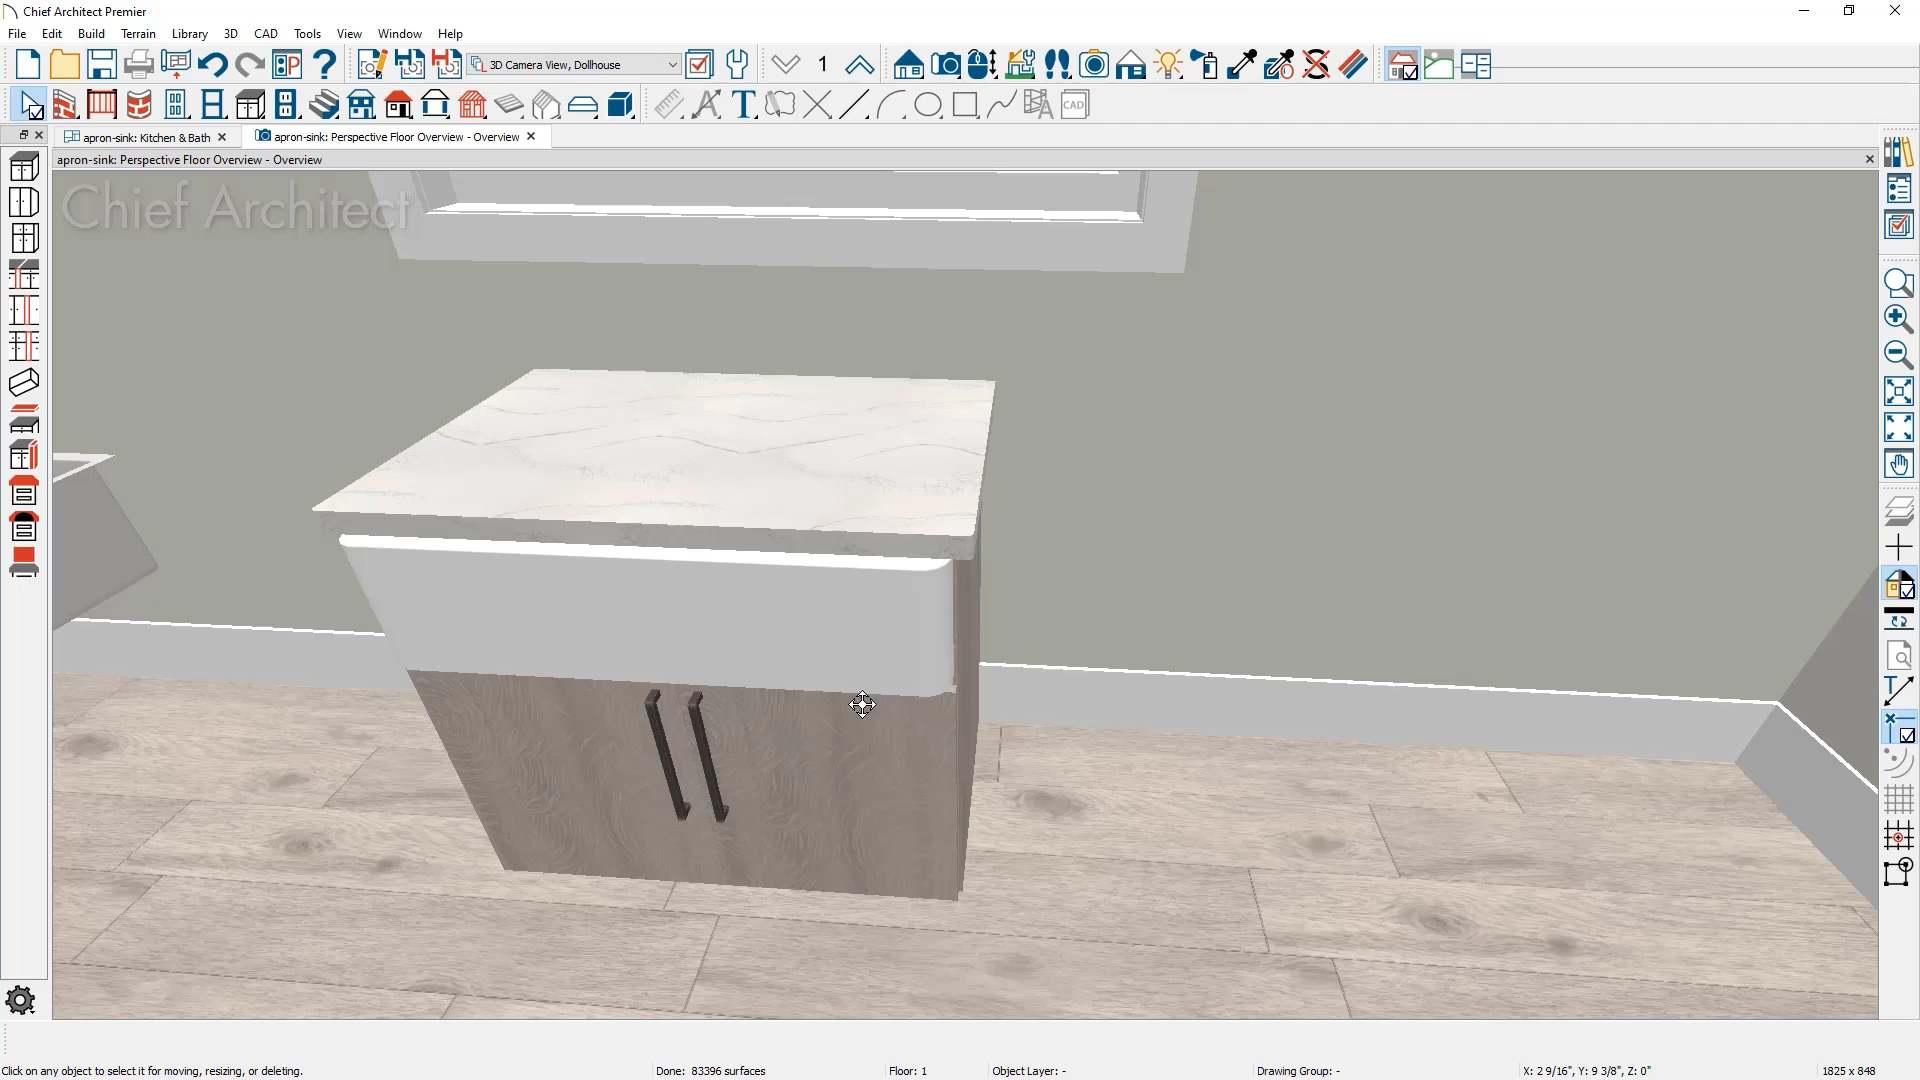 Chief Architect Premier
File Edit Build Terrain Library 3D CAD Tools View Window Help
3D Camera View, Dollhouse
1
T
CAD
apron-sink: Kitchen & Bath
apron-sink: Perspective Floor Overview - Overview
apron-sink: Perspective Floor Overview - Overview
Chief Architect
Click on any object to select it for moving, resizing, or deleting.
Done: 83396 surfaces
Floor: 1
Object Layer: -
Drawing Group: -
X: 2 9/16", Y: 9 3/8", Z: 0"
1825 x 848